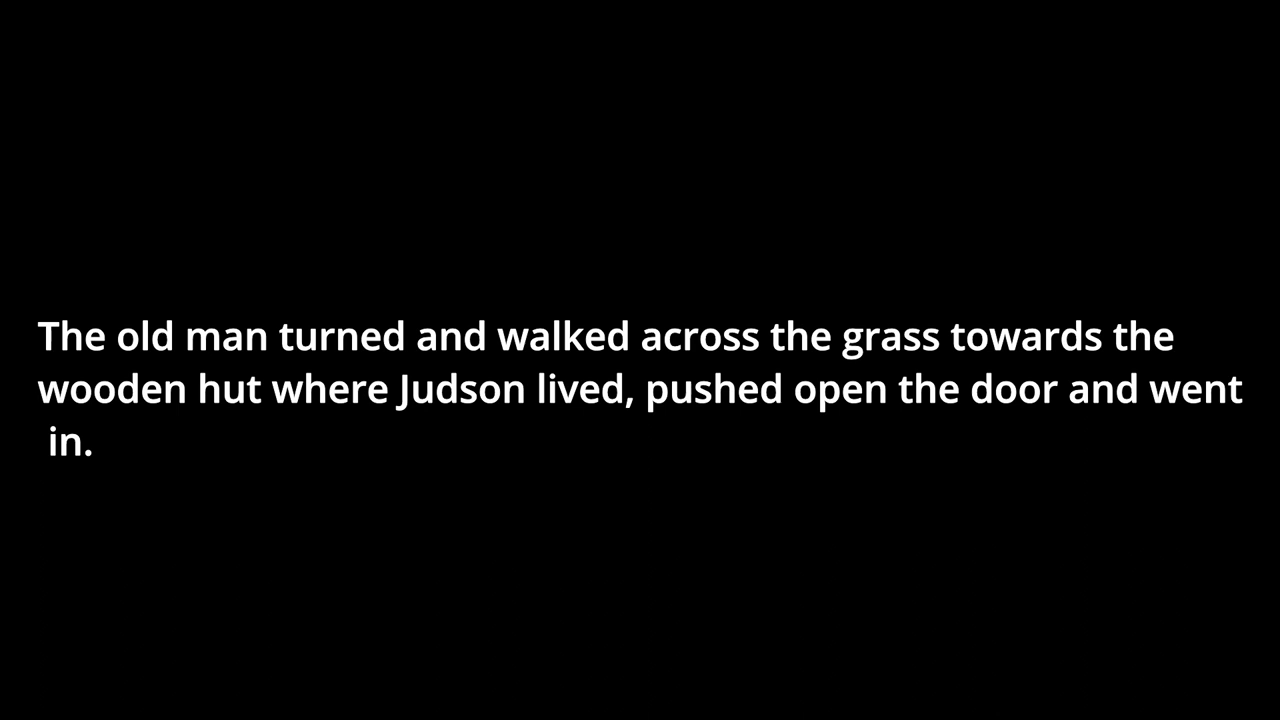 The old man turned and walked across the grass towards the
wooden hut where Judson lived, pushed open the door and went
in.